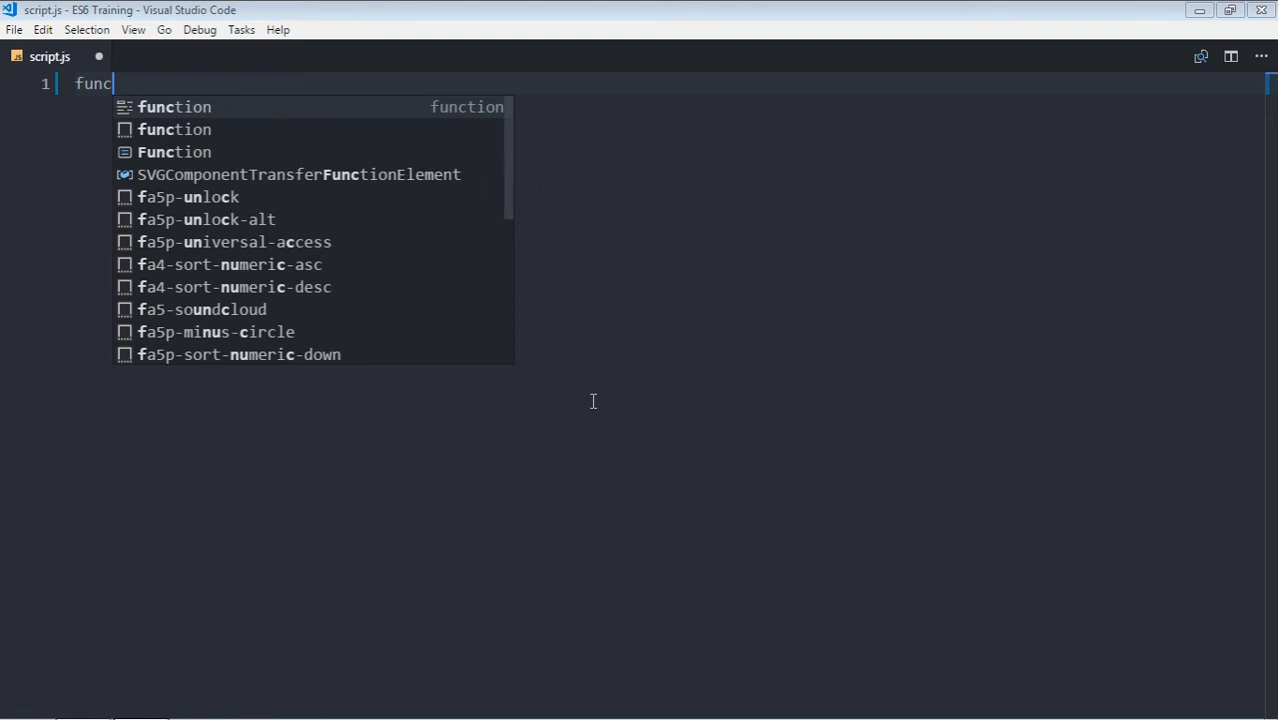 script.js - ES6 Training - Visual Studio Code
File Edit Selection View Go Debug Tasks Help
JS script.js
1 func
function function
function
Function
SVGComponentTransferFunctionElement
fa5p-unlock
fa5p-unlock-alt
fa5p-universal-access
fa4-sort-numeric-asc
fa4-sort-numeric-desc
fa5-soundcloud
fa5p-minus-circle
fa5p-sort-numeric-down